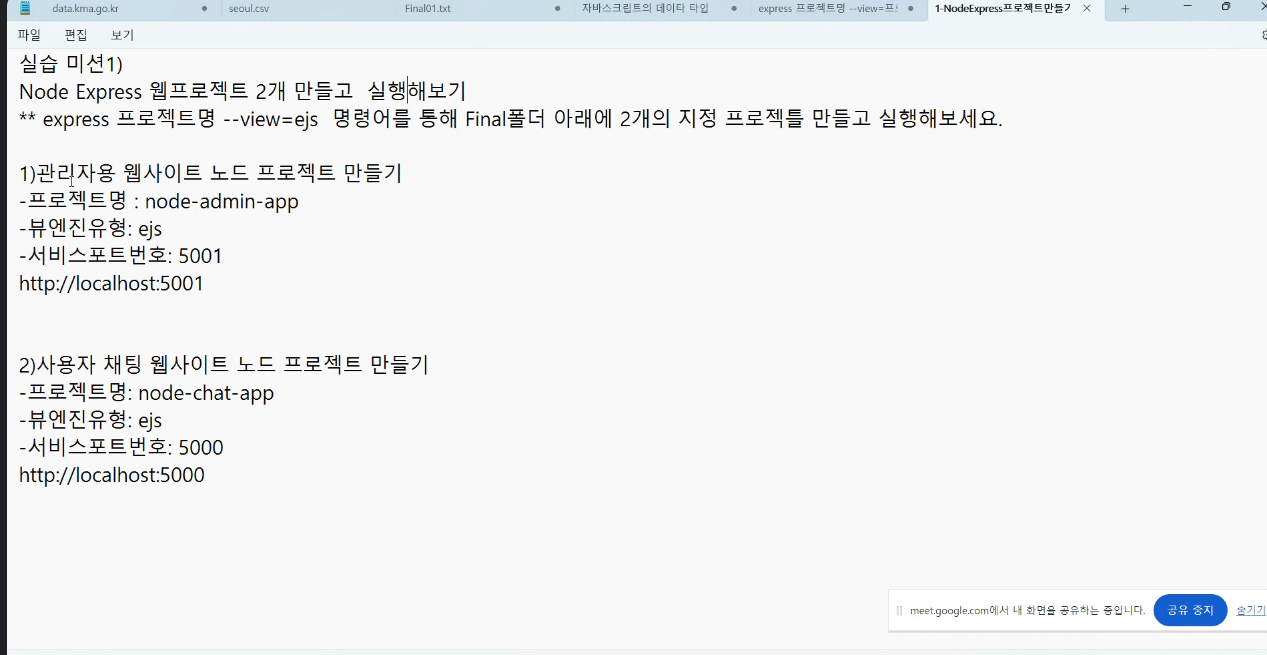 data.kma.go.kr
seoul.csv
Final01.txt
자바스크립트의 데이타 타입
express 프로젝트명 --view=프
1-NodeExpress프로젝트만들기
파일 편집 보기
실습 미션1)
Node Express 웹프로젝트 2개 만들고 실행해보기
** express 프로젝트명 --view=ejs 명령어를 통해 Final폴더 아래에 2개의 지정 프로젝틀 만들고 실행해보세요.
1)관리자용 웹사이트 노드 프로젝트 만들기
-프로젝트명 : node-admin-app
-뷰엔진유형: ejs
-서비스포트번호: 5001
http://localhost:5001
2)사용자 채팅 웹사이트 노드 프로젝트 만들기
-프로젝트명: node-chat-app
-뷰엔진유형: ejs
-서비스포트번호: 5000
http://localhost:5000
meet.google.com에서 내 화면을 공유하는 중입니다. 공유 중지 숨기기